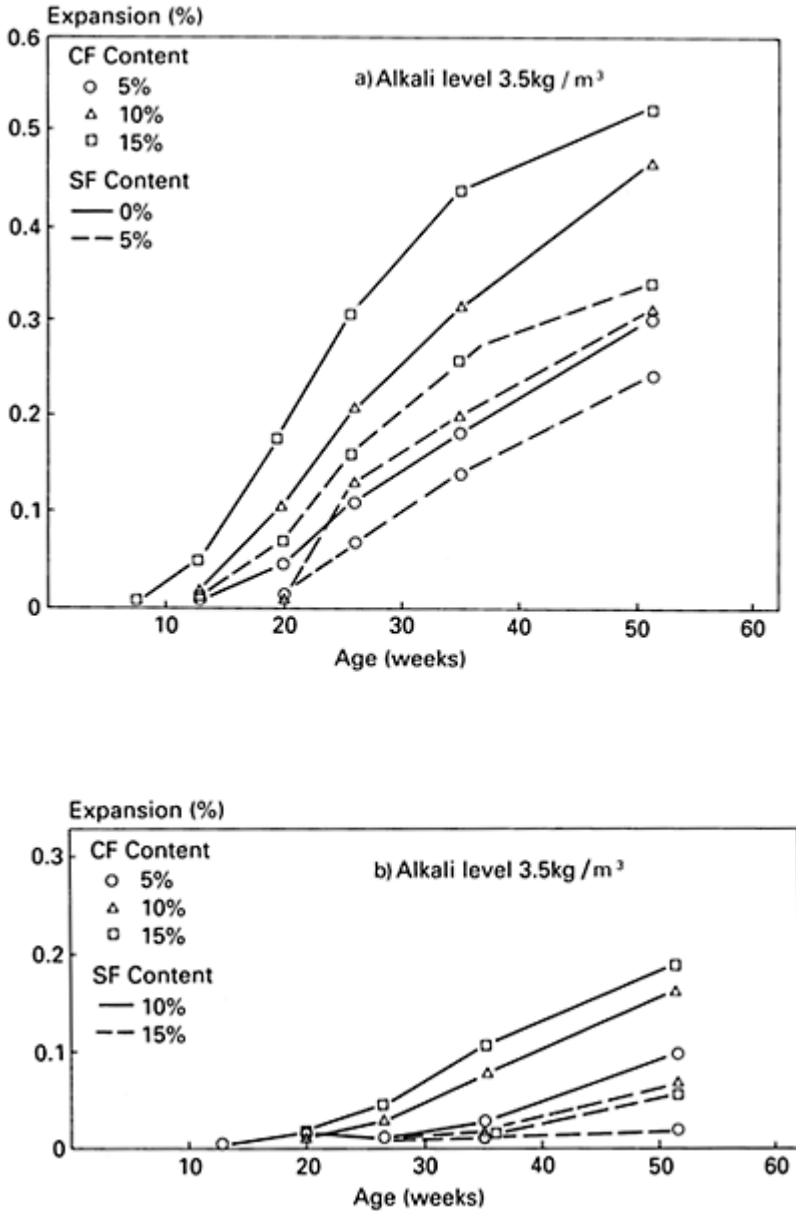 Expansion (%)
0.6
CF Content
a) Alkali level 3.5kg / m³
5%
10%
0.5
15%
SF Content
0%
0.4
5%
0.3
0.2
0.1
0
10 20 30 40 50 60
Age (weeks)
Expansion (%)
0.3
CF Content
b) Alkali level 3.5kg /m³
5%
10%
15%
0.2
SF Content
10%
15%
0.1
0
10 20 30 40 50 60
Age (weeks)